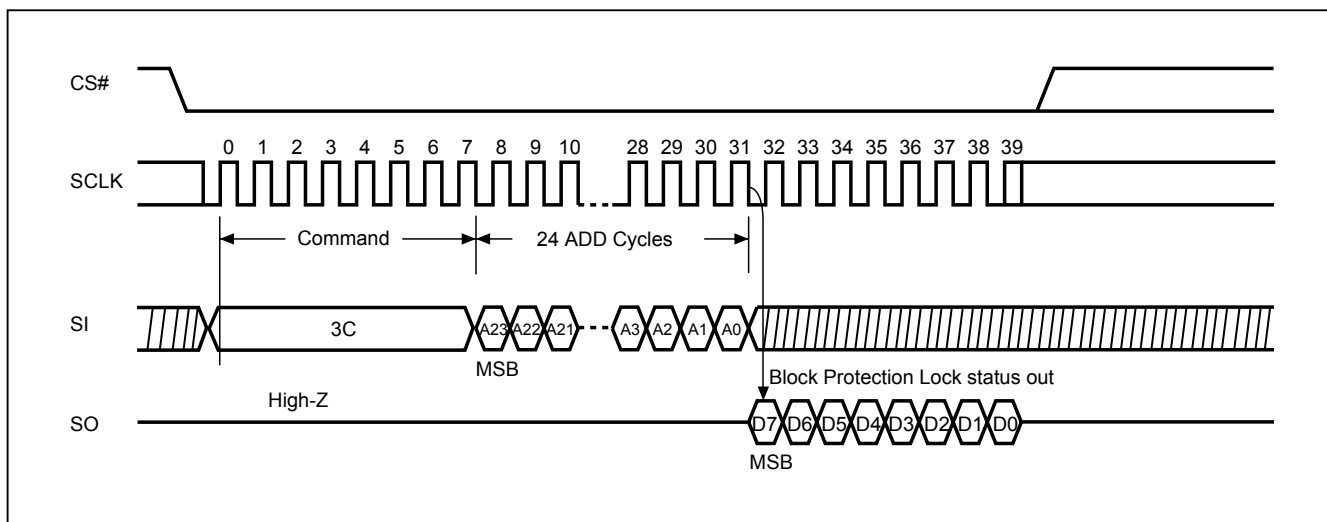 CS#
0 1 2 3 4 5 6 7 8 9 10 28 29 30 31 32 33 34 35 36 37 38 39
SCLK
Command 24 ADD Cycles
SI 3C A23 A22 A21 A3 A2 A1 A0
MSB
Block Protection Lock status out
High-Z
SO D7 D6 D5 D4 D3 D2 D1 D0
MSB